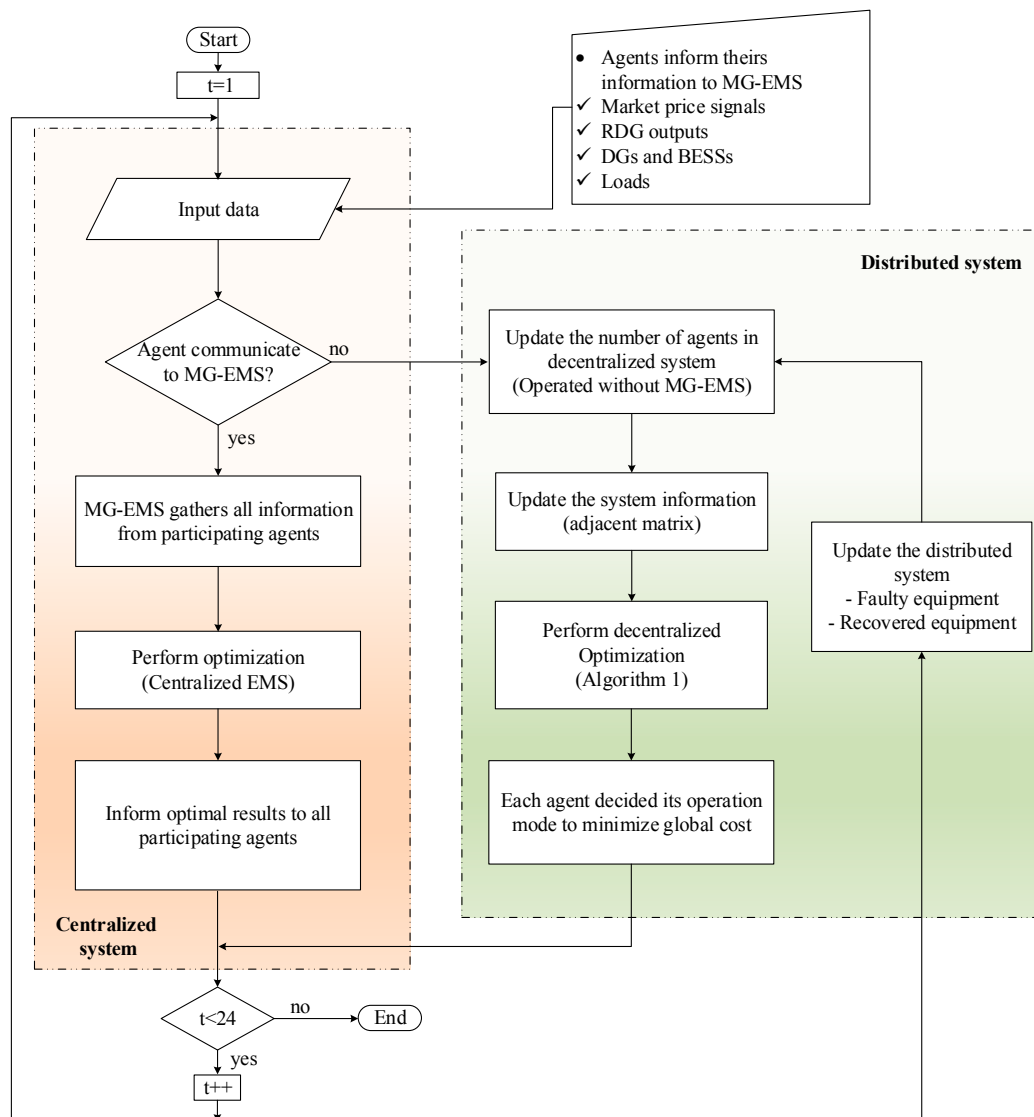 Start
t=1
• Agents inform theirs
information to MG-EMS
✓ Market price signals
✓ RDG outputs
✓ DGs and BESSs
✓ Loads
Input data
Agent communicate
to MG-EMS?
no
yes
MG-EMS gathers all information
from participating agents
Perform optimization
(Centralized EMS)
Inform optimal results to all
participating agents
Centralized
system
Distributed system
Update the number of agents in
decentralized system
(Operated without MG-EMS)
Update the system information
(adjacent matrix)
Perform decentralized
Optimization
(Algorithm 1)
Each agent decided its operation
mode to minimize global cost
Update the distributed
system
- Faulty equipment
- Recovered equipment
t<24
no
End
yes
t++